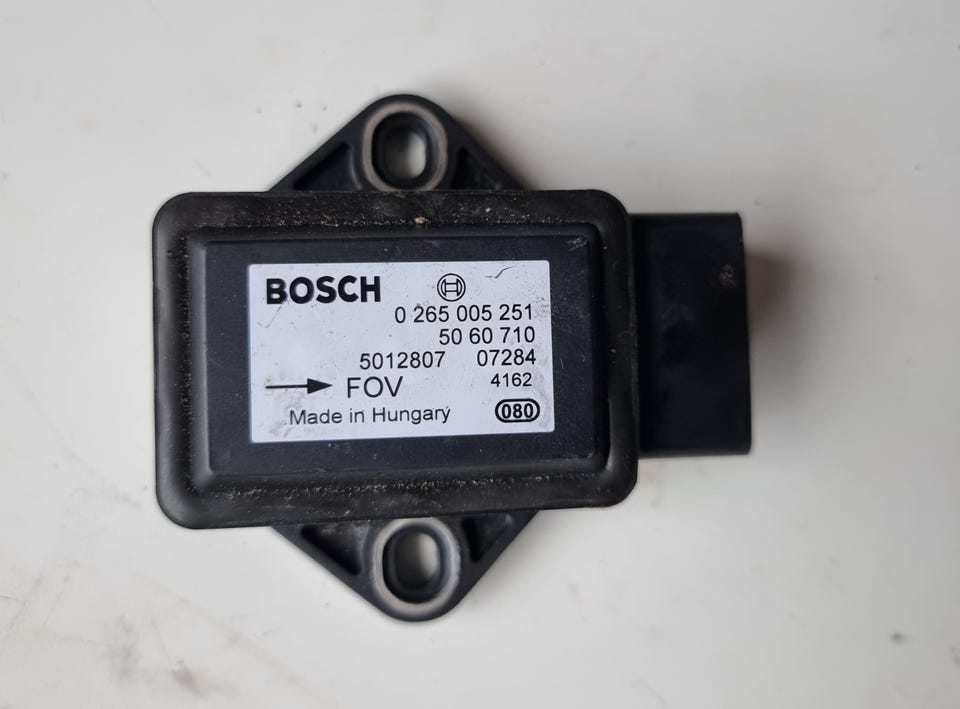 BOSCH
0 265 005 251
50 60 710
5012807 07284
→ FOV 4162
Made in Hungary 080